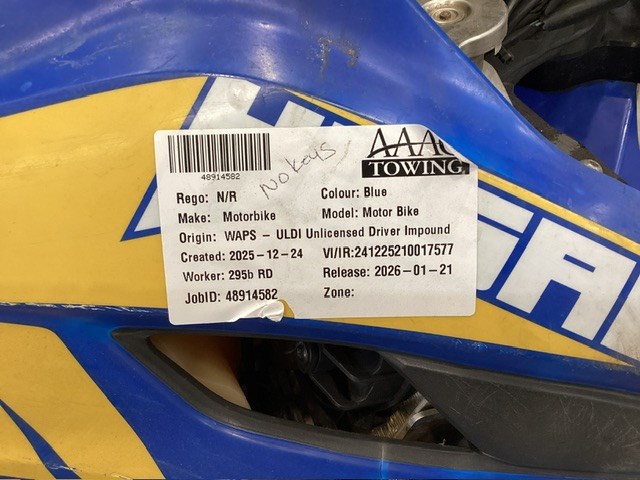 No Keys
AAAC
TOWING
48914582
Rego: N/R
Colour: Blue
Make: Motorbike
Model: Motor Bike
Origin: WAPS - ULDI Unlicensed Driver Impound
Created: 2025-12-24
VI/IR:241225210017577
Worker: 295b RD
Release: 2026-01-21
JobID: 48914582
Zone: